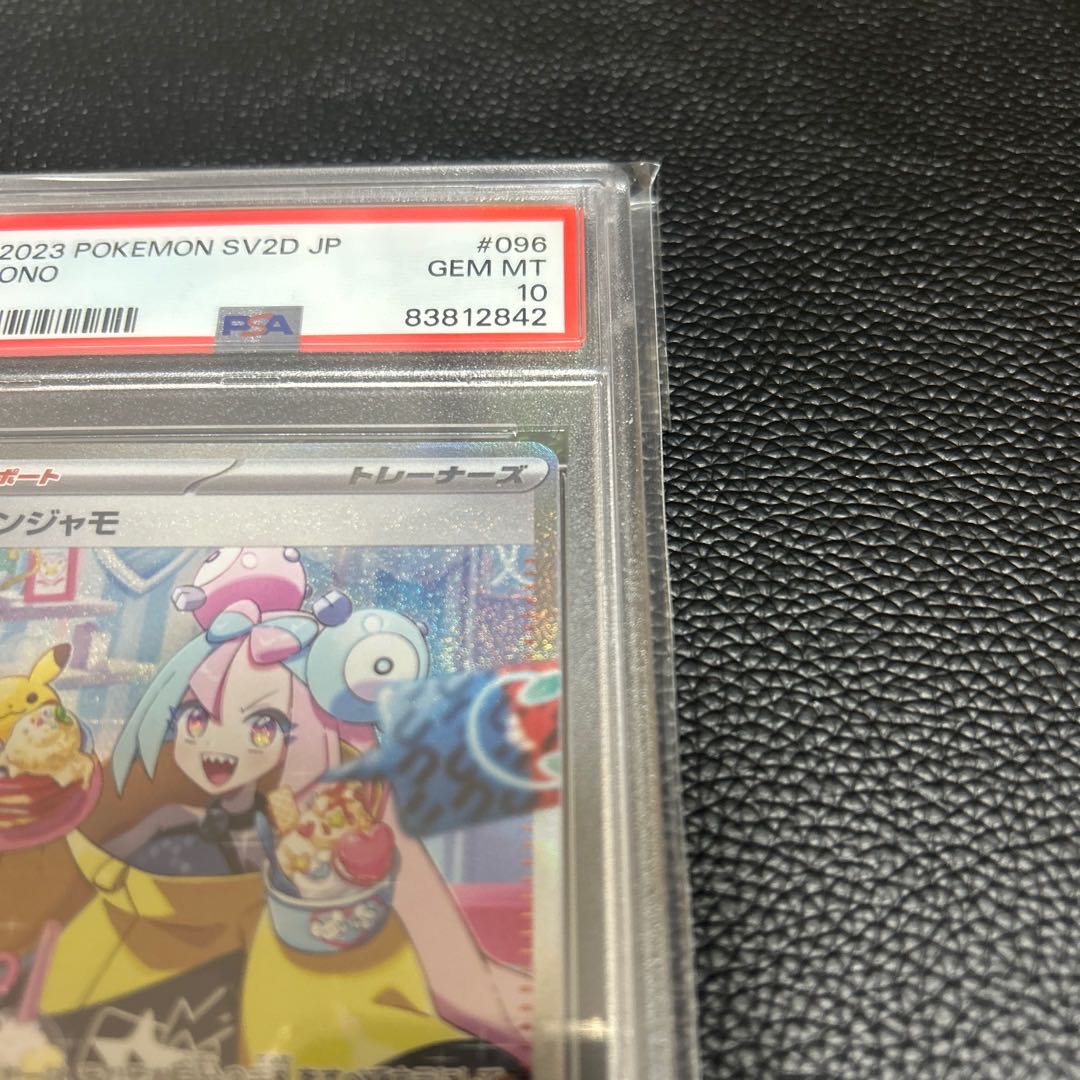 2023 POKEMON SV2D JP #096
ONO GEM MT
10
PSA 83812842
ポート トレーナーズ
ンジャモ